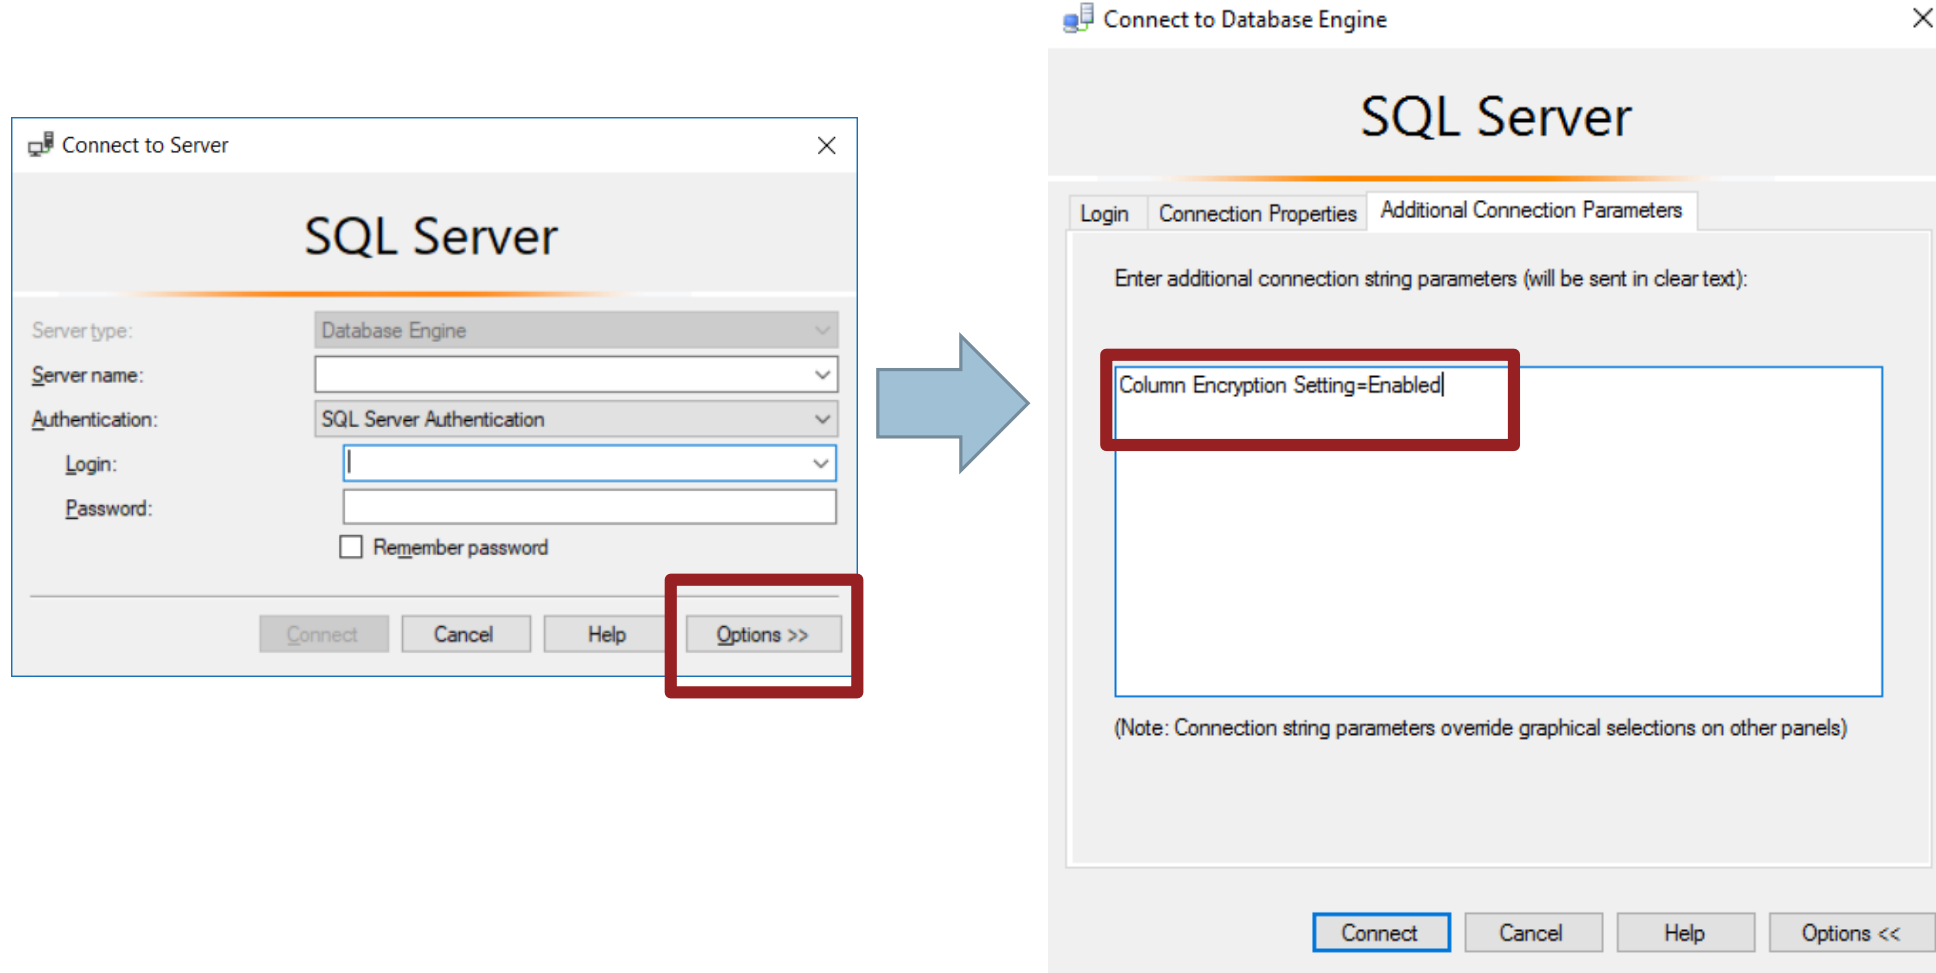 Connect to Server
SQL Server
Server type:
Database Engine
Server name:
Authentication:
SQL Server Authentication
Login:
Password:
Remember password
Connect
Cancel
Help
Options >>
Connect to Database Engine
SQL Server
Login
Connection Properties
Additional Connection Parameters
Enter additional connection string parameters (will be sent in clear text):
Column Encryption Setting=Enabled
(Note: Connection string parameters override graphical selections on other panels)
Connect
Cancel
Help
Options <<